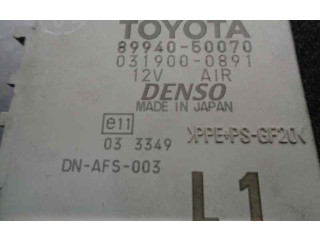 TOYOTA
89940-50070
031900-0891
12V AIR
DENSO
MADE IN JAPAN
e11
03 3349
>PPE+PS-GF20<
DN-AFS-003
L1